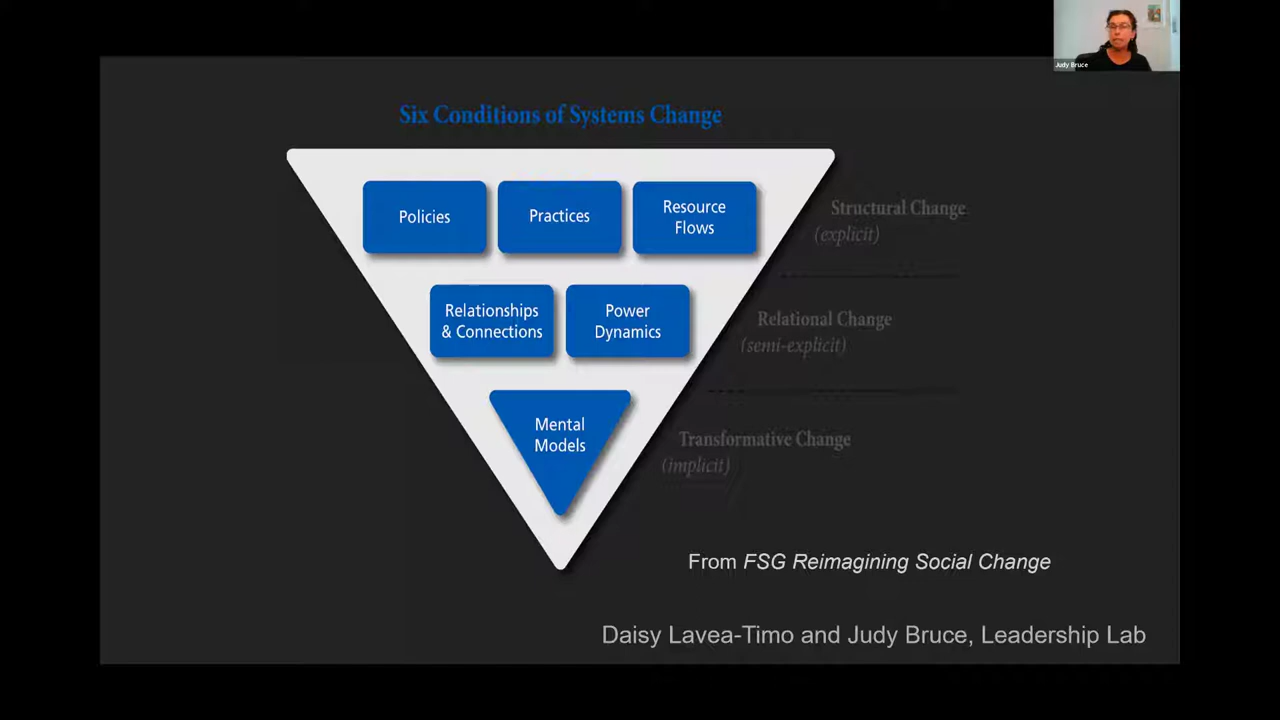 Judy Bruce
Six Conditions of Systems Change
Policies
Practices
Resource
Flows
Structural Change
(explicit)
Relationships
& Connections
Power
Dynamics
Relational Change
(semi-explicit)
Mental
Models
Transformative Change
(implicit)
From FSG Reimagining Social Change
Daisy Lavea-Timo and Judy Bruce, Leadership Lab